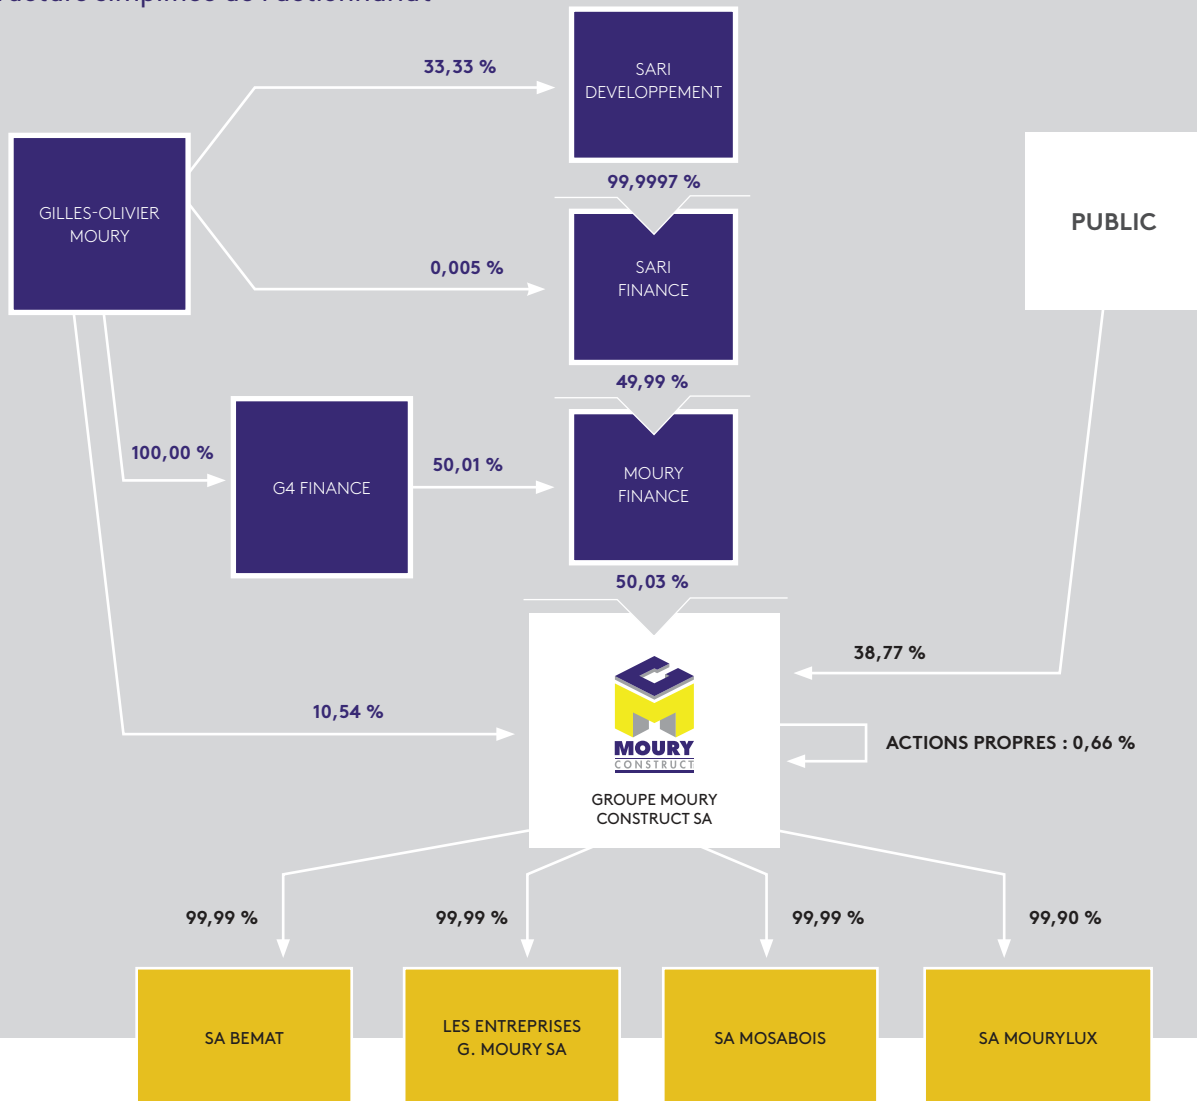 l'actionnariat
33,33 %
SARI
DEVELOPPEMENT
99,9997 %
GILLES-OLIVIER
MOURY
PUBLIC
0,005 %
SARI
FINANCE
49,99 %
100,00 %
50,01 %
G4 FINANCE
MOURY
FINANCE
50,03 %
38,77 %
10,54 %
MOURY
CONSTRUCT
ACTIONS PROPRES : 0,66 %
GROUPE MOURY
CONSTRUCT SA
99,99 %
99,99 %
99,99 %
99,90 %
SA BEMAT
LES ENTREPRISES
G. MOURY SA
SA MOSABOIS
SA MOURYLUX